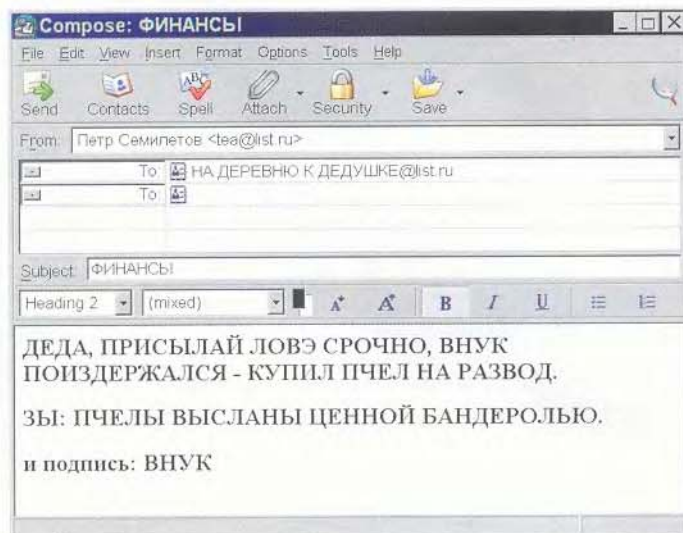 Compose: ФИНАНСЫ
File Edit View Insert Format Options Tools Help
Send Contacts Spell Attach Security Save
From: Петр Семилетов <tea@list.ru>
To: НА ДЕРЕВНЮ К ДЕДУШКЕ@list.ru
To:
Subject: ФИНАНСЫ
Heading 2 (mixed) A A B I U
ДЕДА, ПРИСЫЛАЙ ЛОВЭ СРОЧНО, ВНУК
ПОИЗДЕРЖАЛСЯ - КУПИЛ ПЧЕЛ НА РАЗВОД.
ЗЫ: ПЧЕЛЫ ВЫСЛАНЫ ЦЕННОЙ БАНДЕРОЛЬЮ.
и подпись: ВНУК